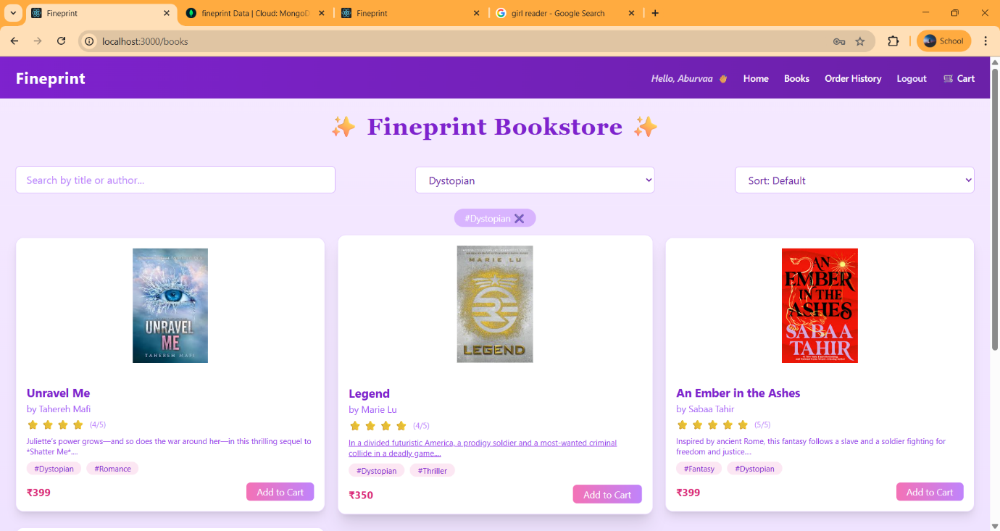 Fineprint
fineprint Data | Cloud: MongoD
Fineprint
girl reader - Google Search
localhost:3000/books
School
Fineprint
Hello, Aburvaa 👋
Home
Books
Order History
Logout
🛒 Cart
✨ Fineprint Bookstore ✨
Search by title or author...
Dystopian
Sort: Default
#Dystopian ✖
UNRAVEL
ME
TAHEREH MAFI
MARIE LU
LEGEND
AN
EMBER
IN THE
ASHES
SABAA
TAHIR
Unravel Me
by Tahereh Mafi
(4/5)
Juliette's power grows—and so does the war around her—in this thrilling sequel to
*Shatter Me*....
#Dystopian #Romance
₹399
Add to Cart
Legend
by Marie Lu
(4/5)
In a divided futuristic America, a prodigy soldier and a most-wanted criminal
collide in a deadly game....
#Dystopian #Thriller
₹350
Add to Cart
An Ember in the Ashes
by Sabaa Tahir
(5/5)
Inspired by ancient Rome, this fantasy follows a slave and a soldier fighting for
freedom and justice....
#Fantasy #Dystopian
₹399
Add to Cart